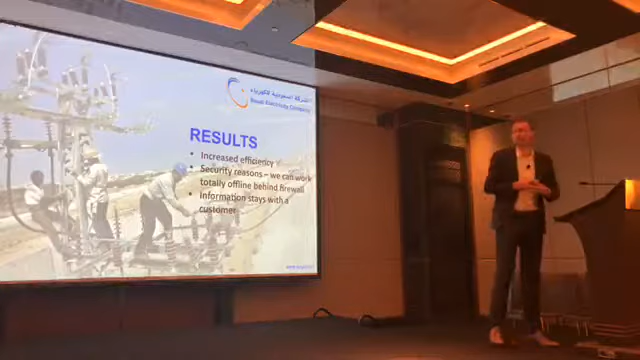 الشركة السعودية للكهرباء
Saudi Electricity Company
RESULTS
• Increased efficiency
• Security reasons – we can work
totally offline behind firewall
• Information stays with a
customer